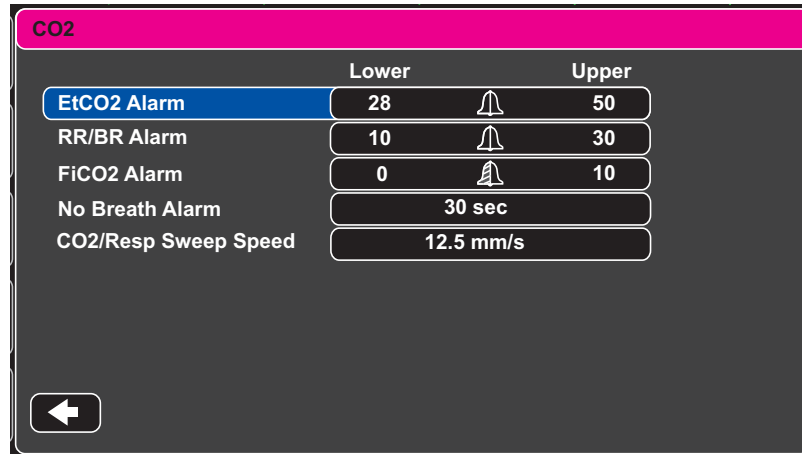 CO2
Lower Upper
EtCO2 Alarm 28 50
RR/BR Alarm 10 30
FiCO2 Alarm 0 10
No Breath Alarm 30 sec
CO2/Resp Sweep Speed 12.5 mm/s